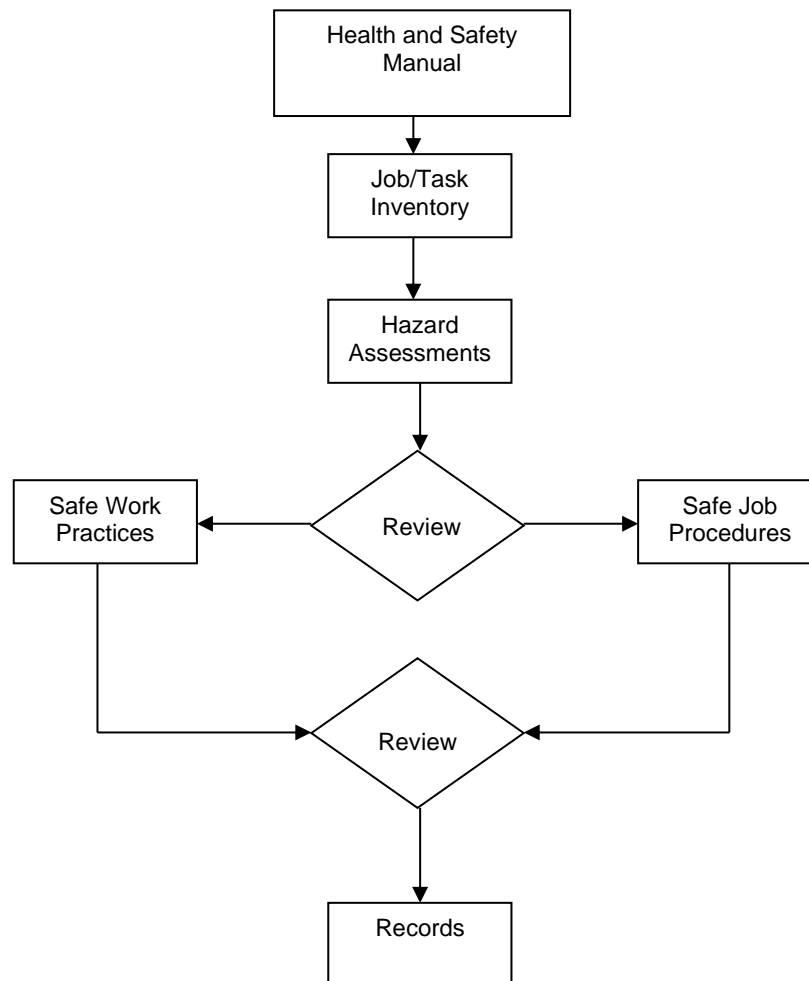 Health and Safety
Manual
Job/Task
Inventory
Hazard
Assessments
Safe Work
Practices
Review
Safe Job
Procedures
Review
Records